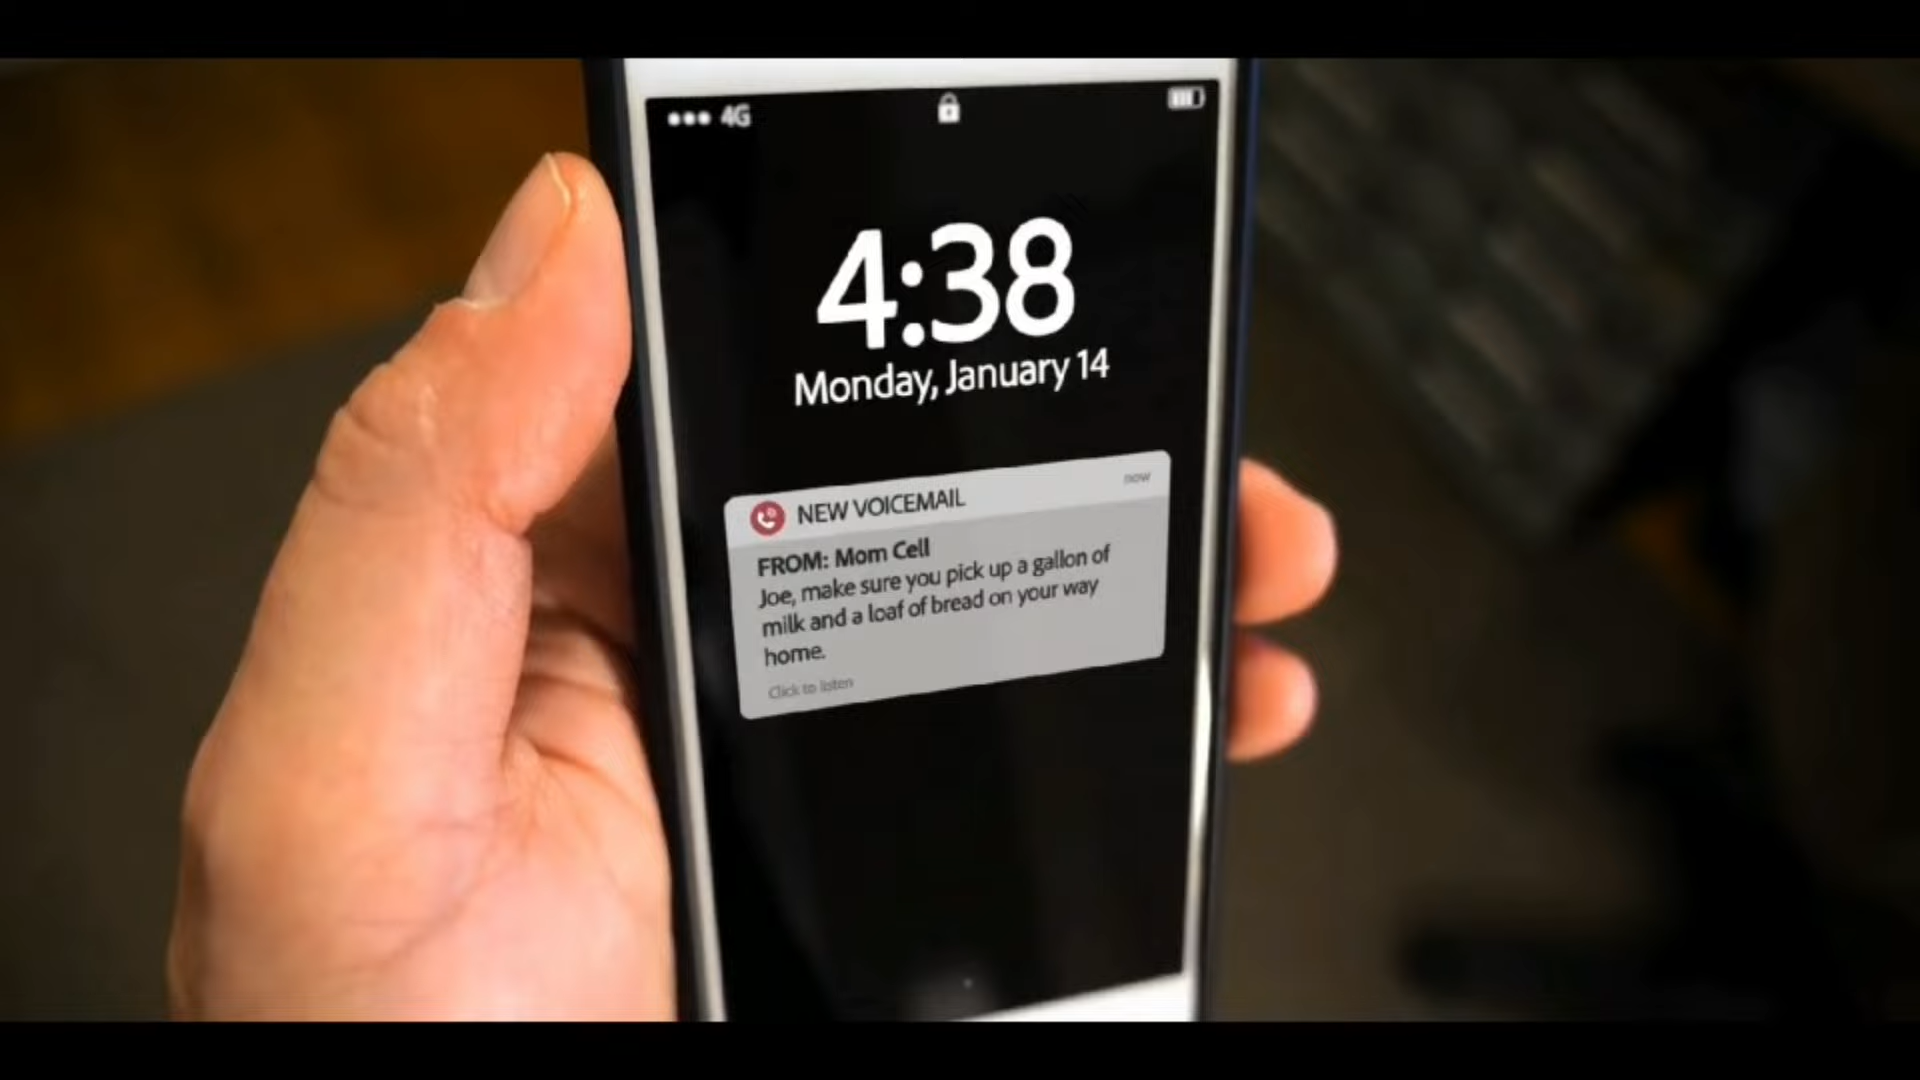 4G
4:38
Monday, January 14
NEW VOICEMAIL
now
FROM: Mom Cell
Joe, make sure you pick up a gallon of
milk and a loaf of bread on your way
home.
Click to listen